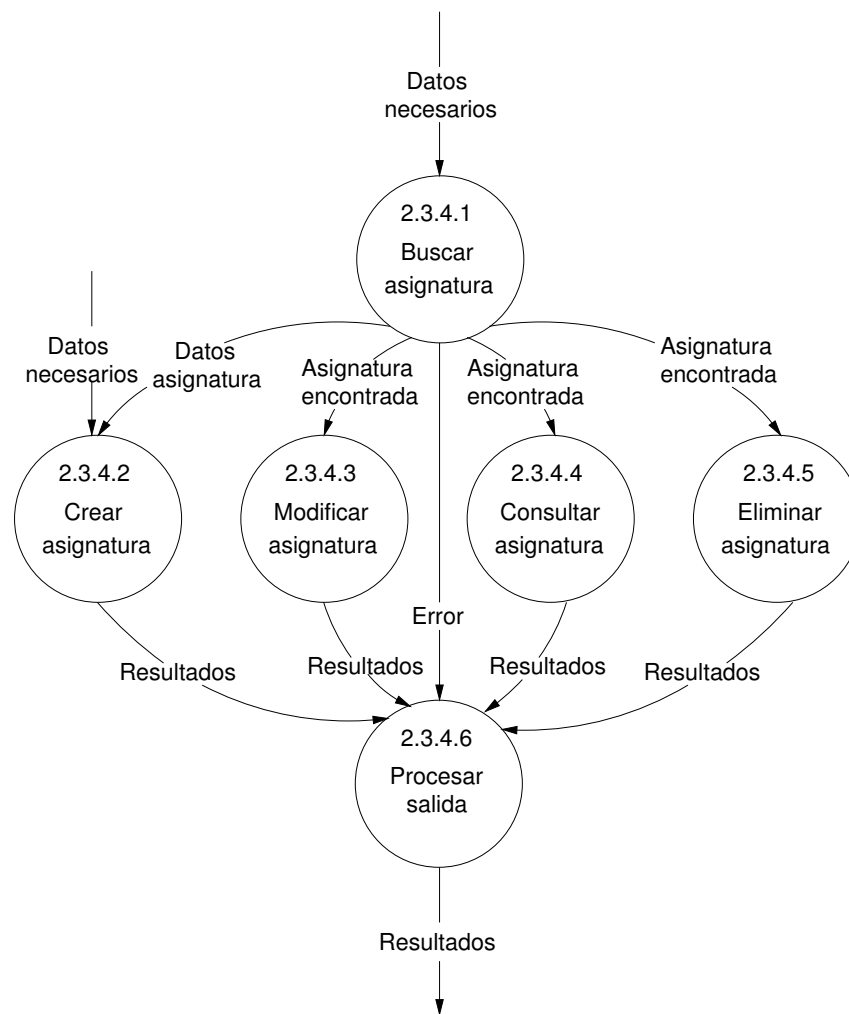 Datos
necesarios
2.3.4.1
Buscar
asignatura
Datos
necesarios
Datos
asignatura
Asignatura
encontrada
Asignatura
encontrada
Asignatura
encontrada
2.3.4.2
Crear
asignatura
2.3.4.3
Modificar
asignatura
2.3.4.4
Consultar
asignatura
2.3.4.5
Eliminar
asignatura
Error
Resultados
Resultados
Resultados
Resultados
2.3.4.6
Procesar
salida
Resultados